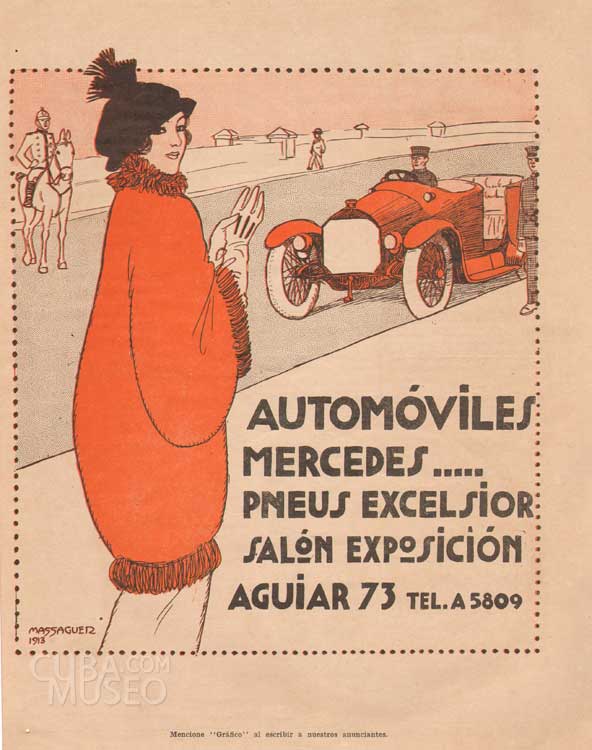 AUTOMÓVILES
MERCEDES.....
PNEUS EXCELSIOR
SALÓN EXPOSICIÓN
AGUIAR 73 TEL. A 5809
MASSAGUER
1913
CUBA.COM
MUSEO
Mencione "Gráfico" al escribir a nuestros anunciantes.